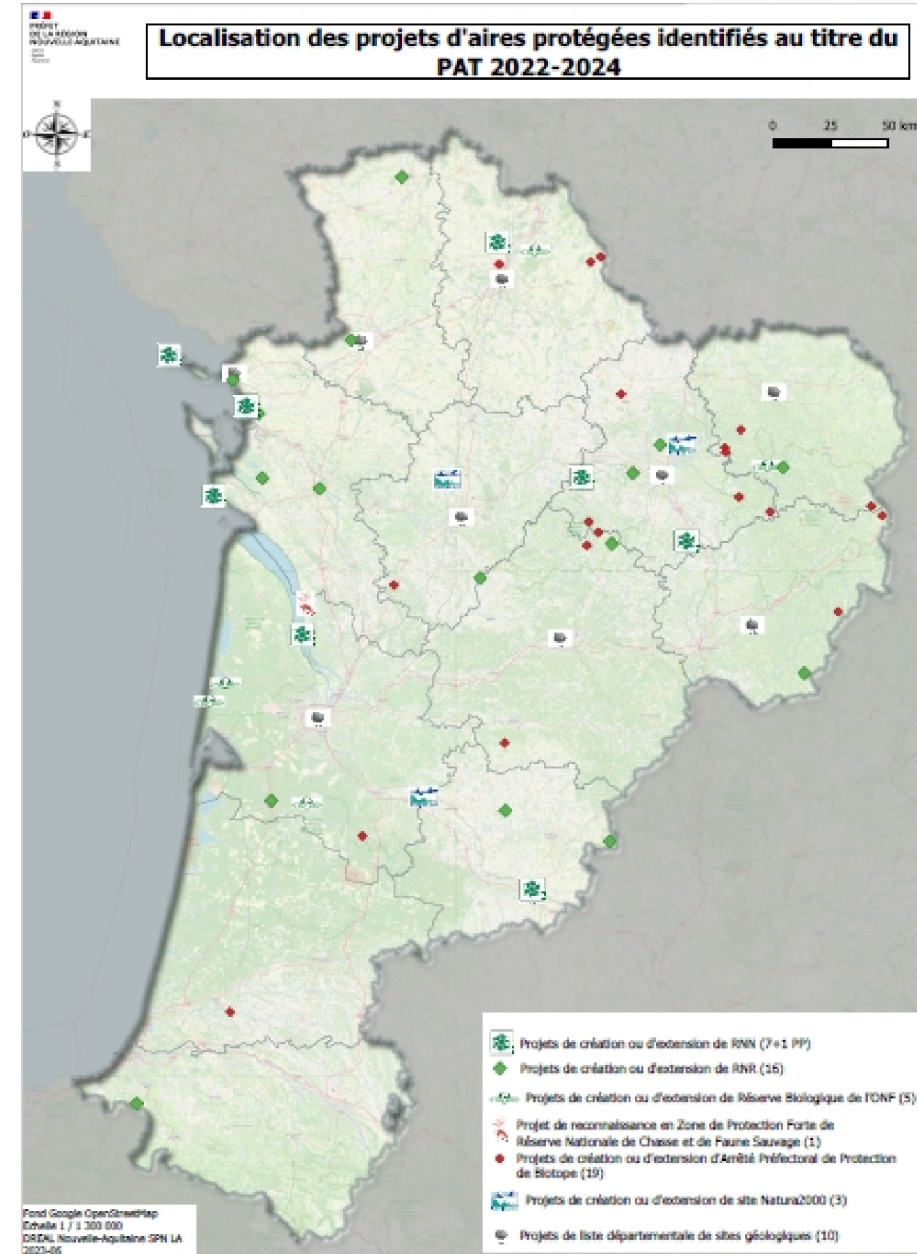 PRÉFET
DE LA RÉGION
NOUVELLE-AQUITAINE
Localisation des projets d'aires protégées identifiés au titre du
PAT 2022-2024
0 25 50 km
Projets de création ou d'extension de RNN (7+1 PP)
Projets de création ou d'extension de RNR (16)
Projets de création ou d'extension de Réserve Biologique de l'ONF (5)
Projet de reconnaissance en Zone de Protection Forte de
Réserve Nationale de Chasse et de Faune Sauvage (1)
Projets de création ou d'extension d'Arrêté Préfectoral de Protection
de Biotope (19)
Projets de création ou d'extension de site Natura2000 (3)
Projets de liste départementale de sites géologiques (10)
Fond Google OpenStreetMap
Echelle 1 / 1 300 000
DREAL Nouvelle-Aquitaine SPN LA
2023-06